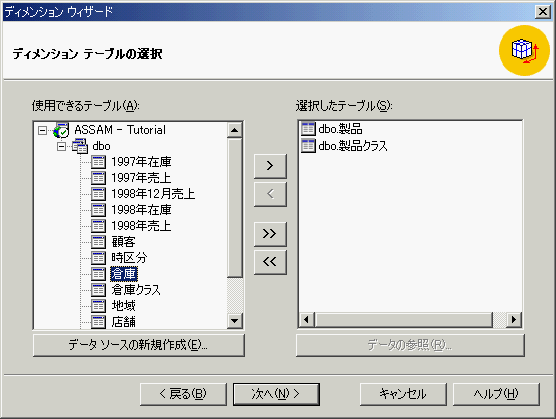 ディメンション ウィザード
ディメンション テーブルの選択
使用できるテーブル(A):
ASSAM - Tutorial
dbo
1997年在庫
1997年売上
1998年12月売上
1998年在庫
1998年売上
顧客
時区分
倉庫
倉庫クラス
地域
店舗
データ ソースの新規作成(E)...
>
<
>>
<<
選択したテーブル(S):
dbo.製品
dbo.製品クラス
データの参照(R)...
< 戻る(B)
次へ(N) >
キャンセル
ヘルプ(H)